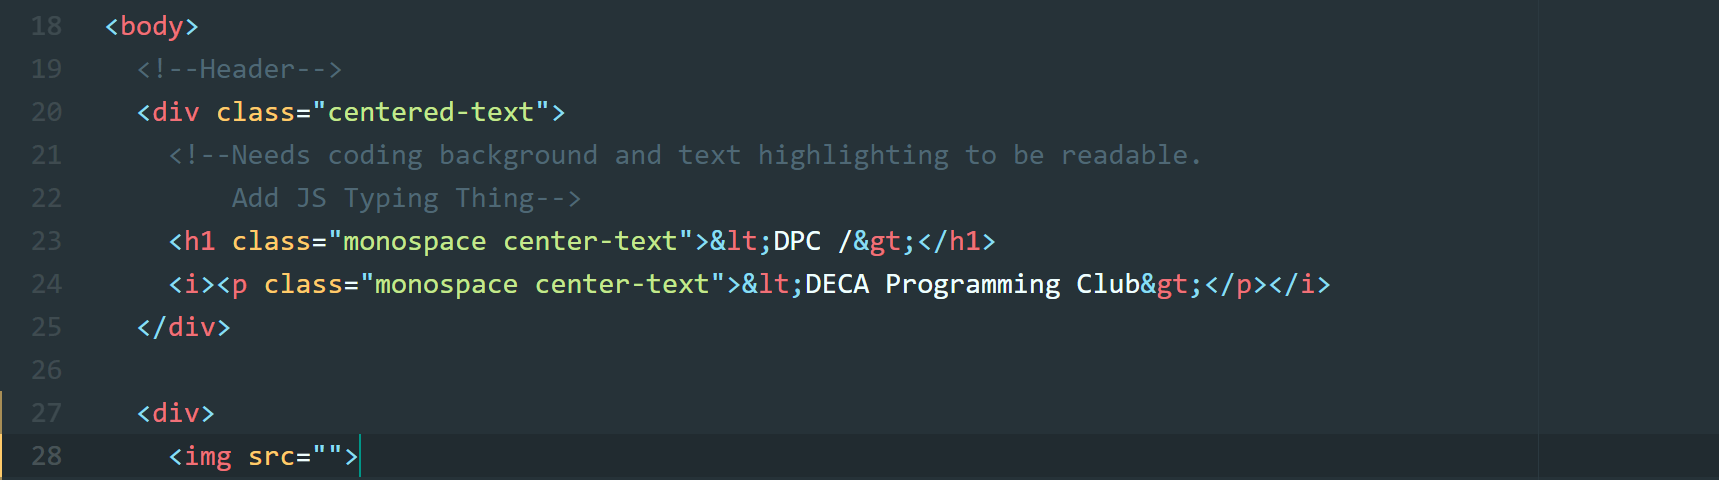 18 <body>
19 <!--Header-->
20 <div class="centered-text">
21 <!--Needs coding background and text highlighting to be readable.
22 Add JS Typing Thing-->
23 <h1 class="monospace center-text">&lt;DPC /&gt;</h1>
24 <i><p class="monospace center-text">&lt;DECA Programming Club&gt;</p></i>
25 </div>
26
27 <div>
28 <img src="">